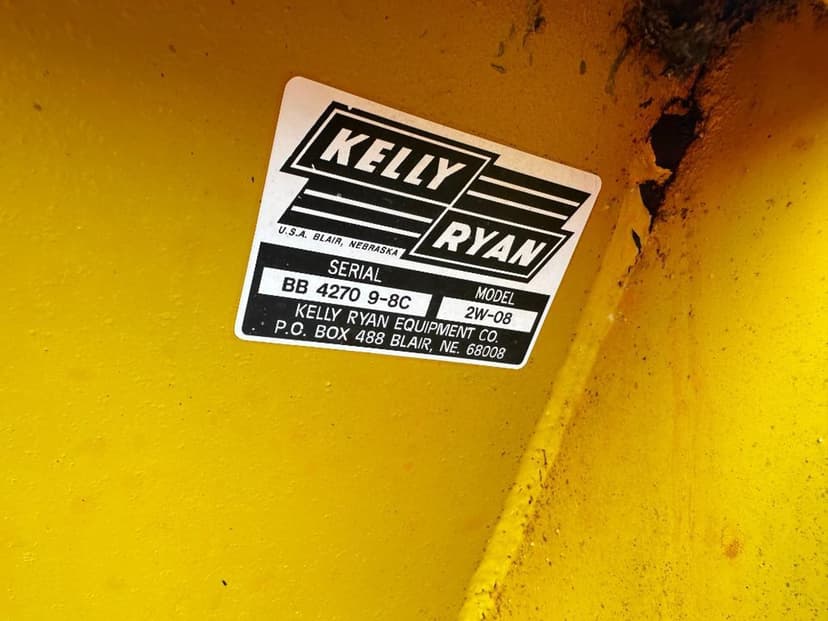 KELLY
RYAN
U.S.A. BLAIR, NEBRASKA
SERIAL MODEL
BB 4270 9-8C 2W-08
KELLY RYAN EQUIPMENT CO.
P.O. BOX 488 BLAIR, NE. 68008